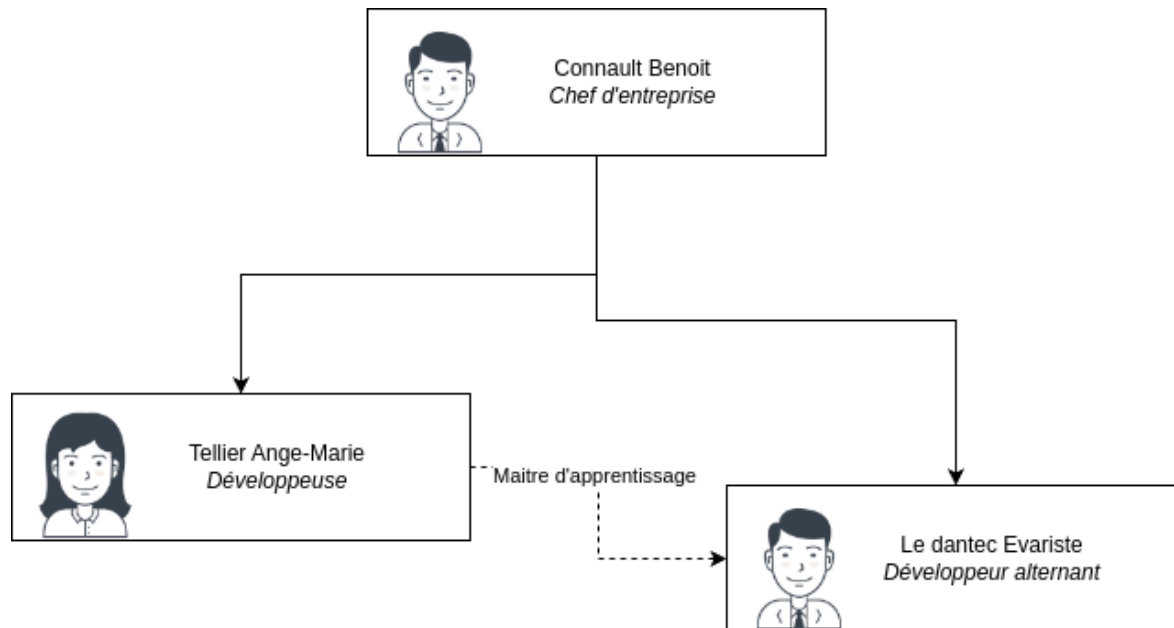 Connault Benoit
Chef d'entreprise
Tellier Ange-Marie
Développeuse
Maitre d'apprentissage
Le dantec Evariste
Développeur alternant